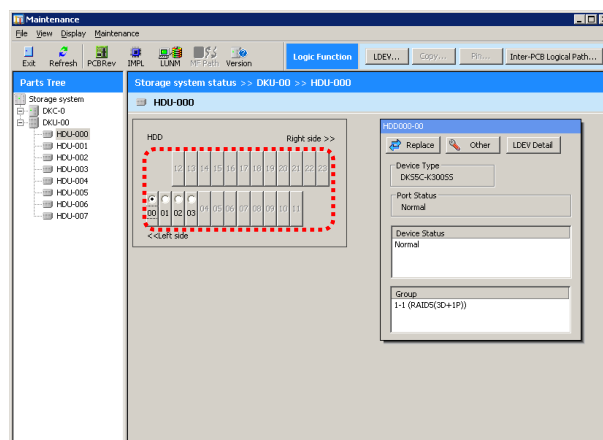 Maintenance
File View Display Maintenance
Exit Refresh PCBRev IMPL LUNM MF Path Version Logic Function LDEV... Copy... Pin... Inter-PCB Logical Path...
Parts Tree
Storage system
DKC-0
DKU-00
HDU-000
HDU-001
HDU-002
HDU-003
HDU-004
HDU-005
HDU-006
HDU-007
Storage system status >> DKU-00 >> HDU-000
HDU-000
HDD Right side >>
12 13 14 15 16 17 18 19 20 21 22 23
00 01 02 03 04 05 06 07 08 09 10 11
<<Left side
HDD000-00
Replace Other LDEV Detail
Device Type
DKS5C-K300SS
Port Status
Normal
Device Status
Normal
Group
1-1 (RAID5(3D+1P))